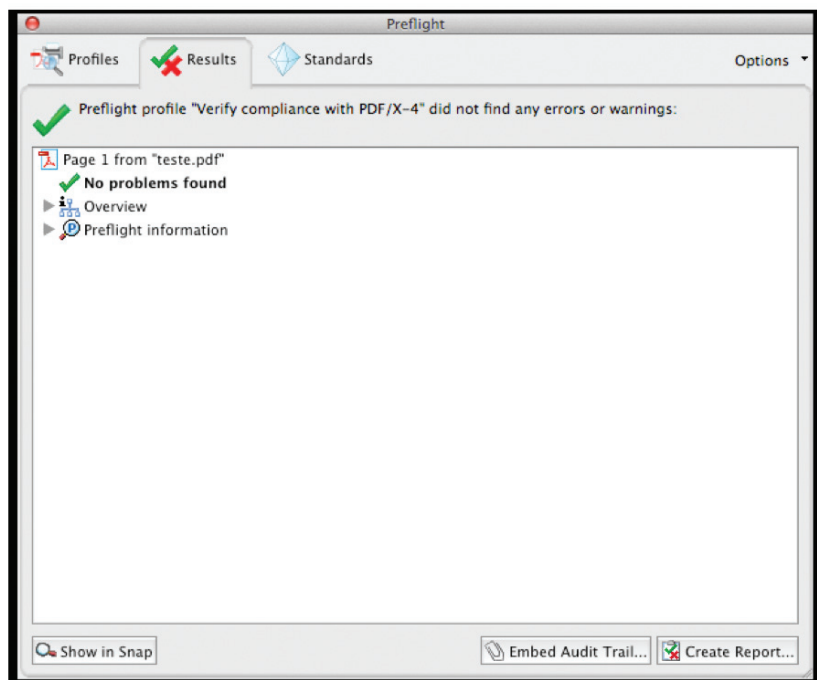 Preflight
Profiles
Results
Standards
Options
Preflight profile "Verify compliance with PDF/X-4" did not find any errors or warnings:
Page 1 from "teste.pdf"
No problems found
Overview
Preflight information
Show in Snap
Embed Audit Trail...
Create Report...